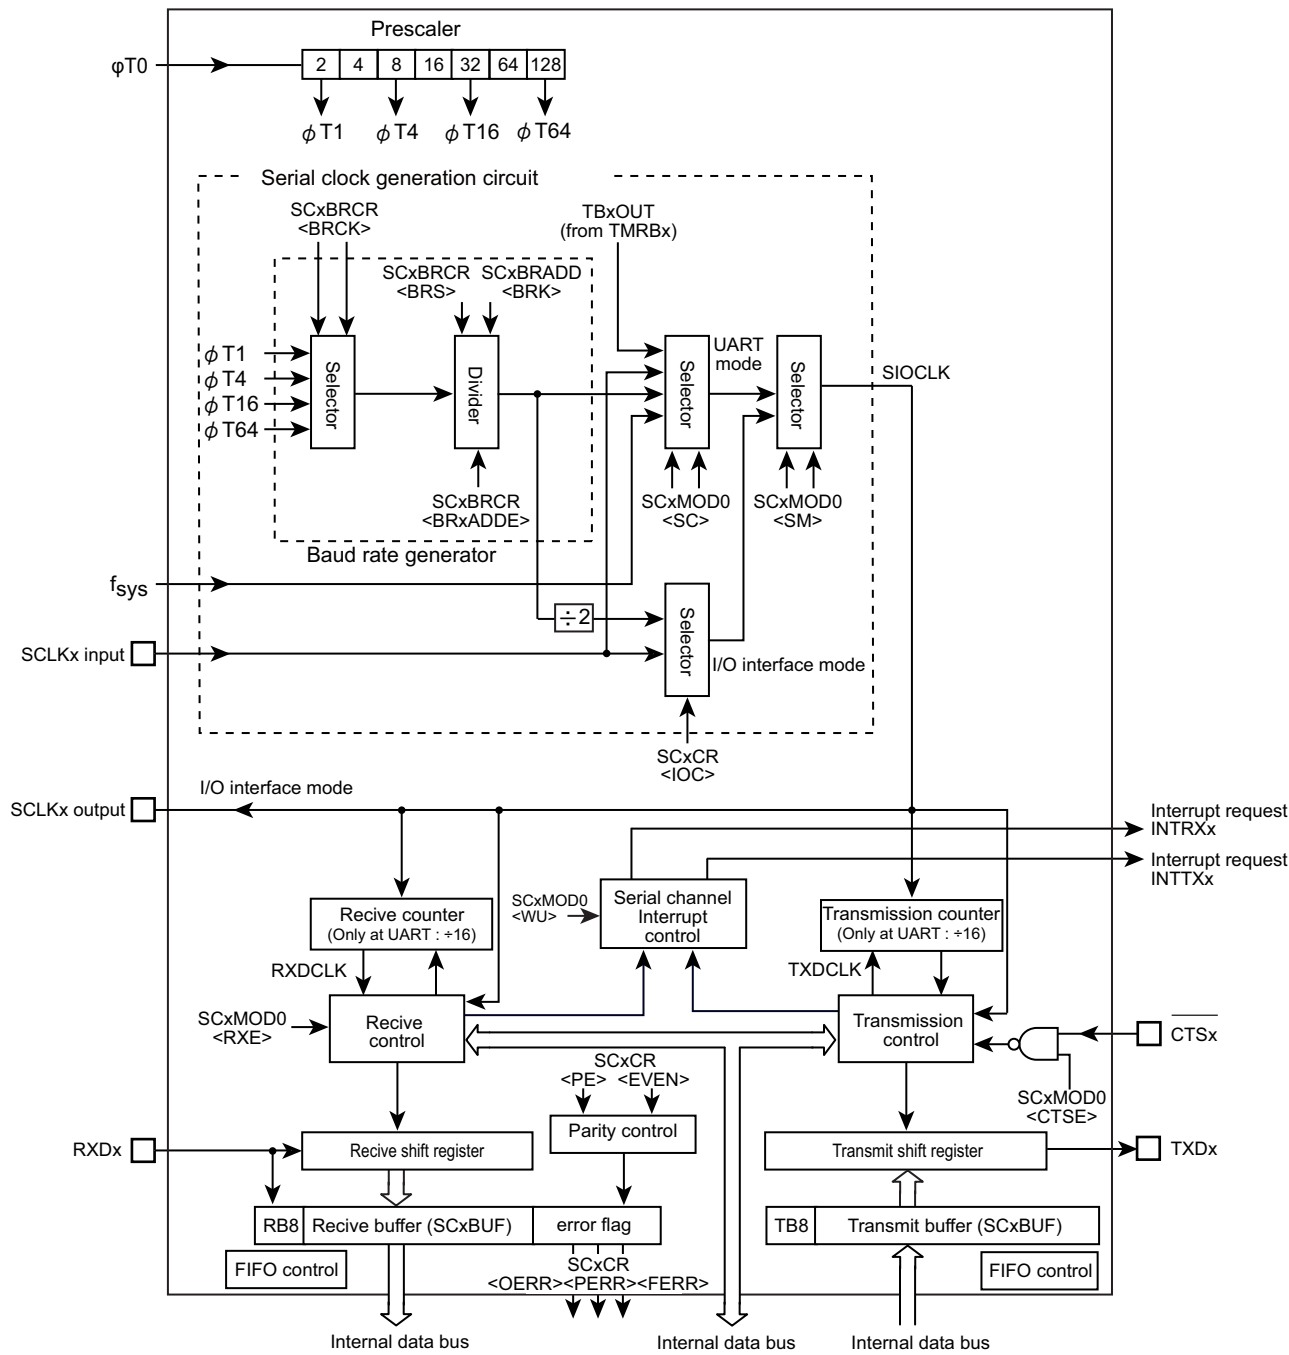 Prescaler
φT0
2 4 8 16 32 64 128
ϕT1 ϕT4 ϕT16 ϕT64
Serial clock generation circuit
SCxBRCR
<BRCK>
TBxOUT
(from TMRBx)
SCxBRCR
<BRS>
SCxBRADD
<BRK>
ϕT1
ϕT4
ϕT16
ϕT64
Selector
Divider
Selector
UART
mode
Selector
SIOCLK
SCxBRCR
<BRxADDE>
SCxMOD0
<SC>
SCxMOD0
<SM>
Baud rate generator
fsys
÷2
Selector
SCLKx input
I/O interface mode
SCxCR
<IOC>
I/O interface mode
SCLKx output
Interrupt request
INTRXx
Interrupt request
INTTXx
SCxMOD0
<WU>
Serial channel
Interrupt
control
Recive counter
(Only at UART : ÷16)
Transmission counter
(Only at UART : ÷16)
RXDCLK
TXDCLK
SCxMOD0
<RXE>
Recive
control
Transmission
control
CTSx
SCxMOD0
<CTSE>
SCxCR
<PE> <EVEN>
Parity control
RXDx
Recive shift register
Transmit shift register
TXDx
RB8
Recive buffer (SCxBUF)
error flag
TB8
Transmit buffer (SCxBUF)
FIFO control
SCxCR
<OERR><PERR><FERR>
FIFO control
Internal data bus
Internal data bus
Internal data bus